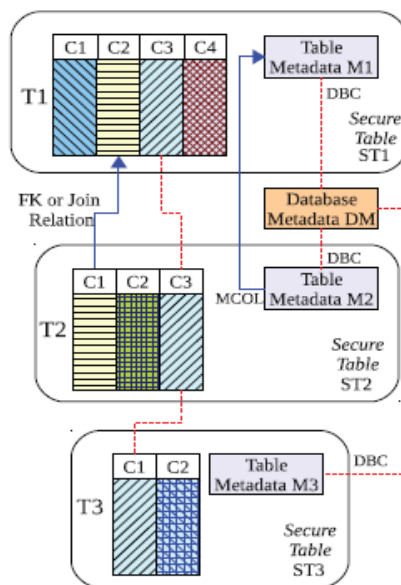 C1 C2 C3 C4
T1
Table
Metadata M1
DBC
Secure
Table
ST1
FK or Join
Relation
Database
Metadata DM
DBC
C1 C2 C3
T2
MCOL
Table
Metadata M2
Secure
Table
ST2
C1 C2
T3
Table
Metadata M3
DBC
Secure
Table
ST3